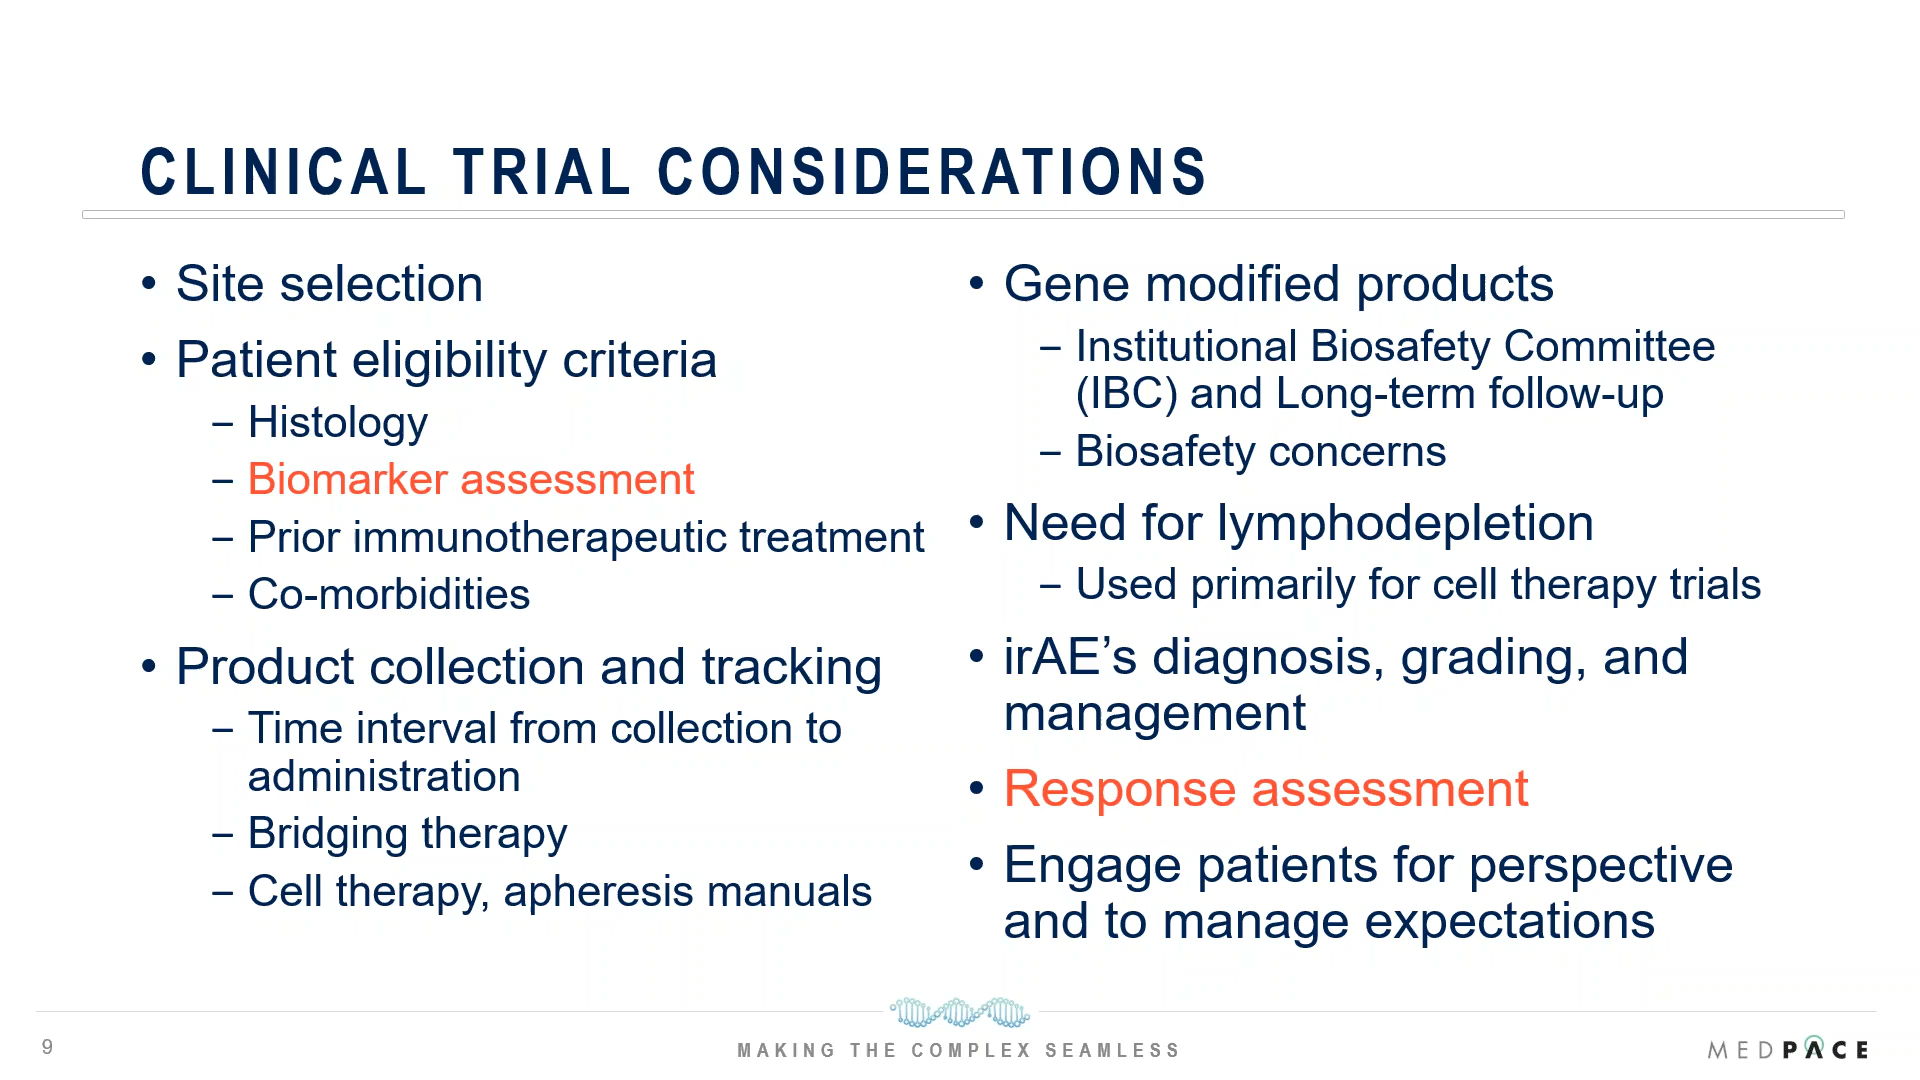 CLINICAL TRIAL CONSIDERATIONS
• Site selection
• Patient eligibility criteria
– Histology
– Biomarker assessment
– Prior immunotherapeutic treatment
– Co-morbidities
• Product collection and tracking
– Time interval from collection to
administration
– Bridging therapy
– Cell therapy, apheresis manuals
• Gene modified products
– Institutional Biosafety Committee
(IBC) and Long-term follow-up
– Biosafety concerns
• Need for lymphodepletion
– Used primarily for cell therapy trials
• irAE’s diagnosis, grading, and
management
• Response assessment
• Engage patients for perspective
and to manage expectations
9
MAKING THE COMPLEX SEAMLESS
MEDPACE